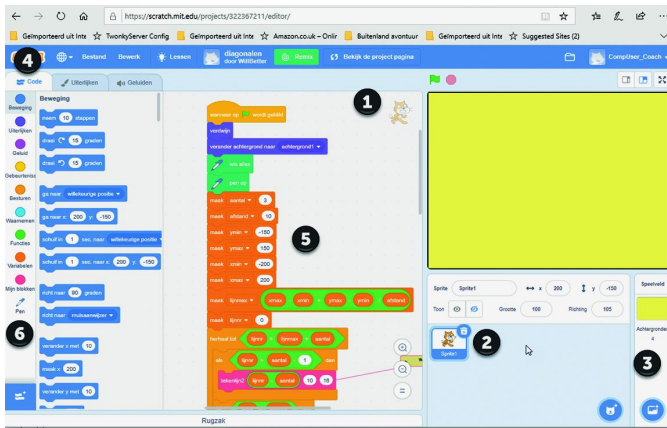 https://scratch.mit.edu/projects/322367211/editor/
Geïmporteerd uit Inte TwonkyServer Config Geïmporteerd uit Inte Amazon.co.uk – Onlir Buitenland avontuur Geïmporteerd uit Inte Suggested Sites (2)
4
Bestand Bewerk Lessen diagonalen
door WilliBetter
Remix Bekijk de project pagina CompUser_Coach
Code Uiterlijken Geluiden
Beweging
Uiterlijken
Geluid
Gebeurtenis
Besturen
Waarnemen
Functies
Variabelen
Mijn blokken
Pen
6
Beweging
neem 10 stappen
draai 15 graden
draai 15 graden
ga naar willekeurige positie
ga naar x: 200 y: -150
schuif in 1 sec. naar willekeurige positie
schuif in 1 sec. naar x: 200 y: -150
richt naar 90 graden
richt naar muisaanwijzer
verander x met 10
maak x 200
verander y met 10
1
wanneer op wordt geklikt
verdwijn
verander achtergrond naar achtergrond1
wis alles
pen op
maak aantal 3
maak afstand 10
maak ymin -150
maak ymax 150
maak xmin -200
maak xmax 200
maak lijnmax xmax xmin + ymax ymin afstand
maak lijnnr 0
herhaal tot lijnnr lijnmax + aantal
als lijnnr aantal 1 dan
tekenlijn2 lijnnr aantal 10 16
5
Rugzak
Sprite Sprite1 x 200 y -150
Toon Grootte 100 Richting 105
Sprite1
2
Speelveld
Achtergronden
4
3